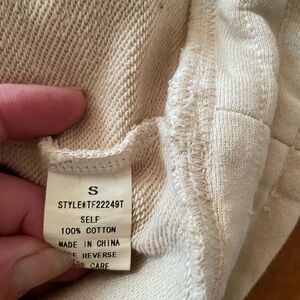 S
STYLE#TF22249T
SELF
100% COTTON
MADE IN CHINA
REVERSE
CARE